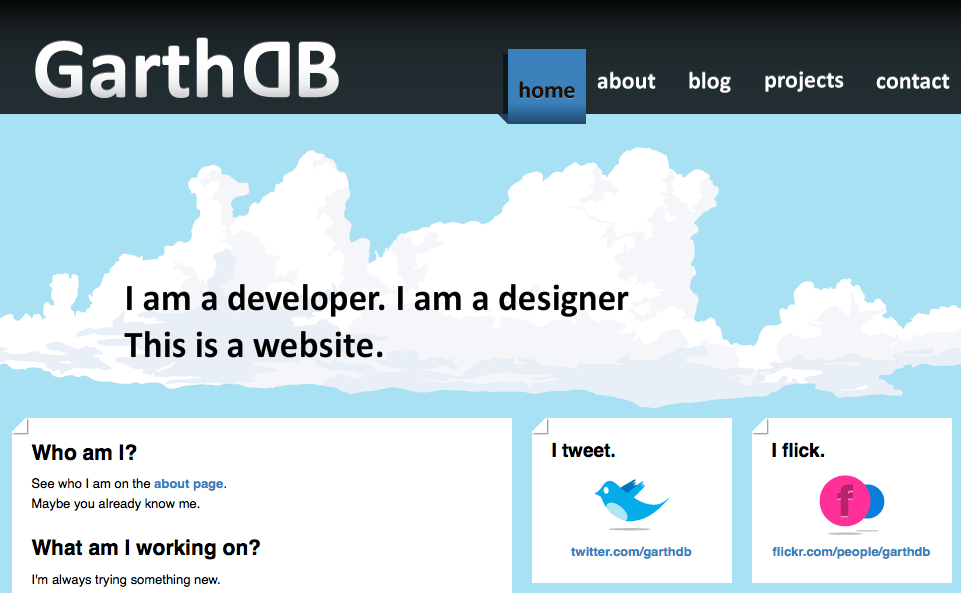 GarthDB
home
about
blog
projects
contact
I am a developer. I am a designer
This is a website.
Who am I?
See who I am on the about page.
Maybe you already know me.
What am I working on?
I'm always trying something new.
I tweet.
twitter.com/garthdb
I flick.
f
flickr.com/people/garthdb